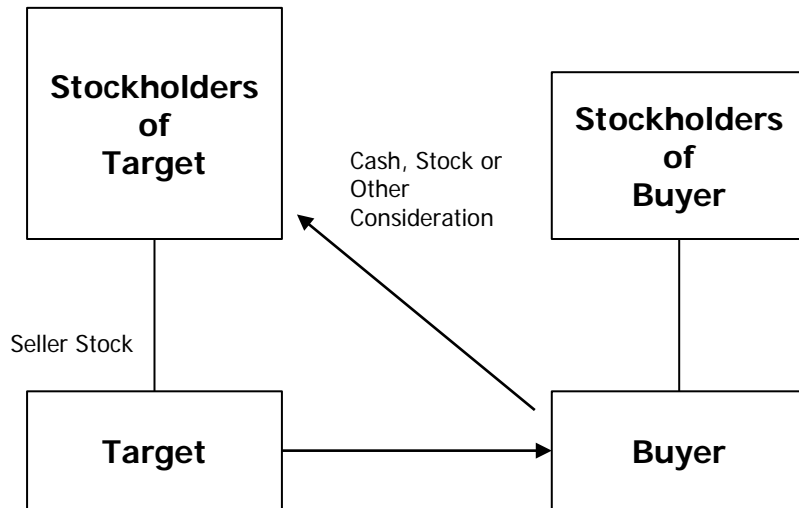 Stockholders
of
Target
Stockholders
of
Buyer
Cash, Stock or
Other
Consideration
Seller Stock
Target
Buyer